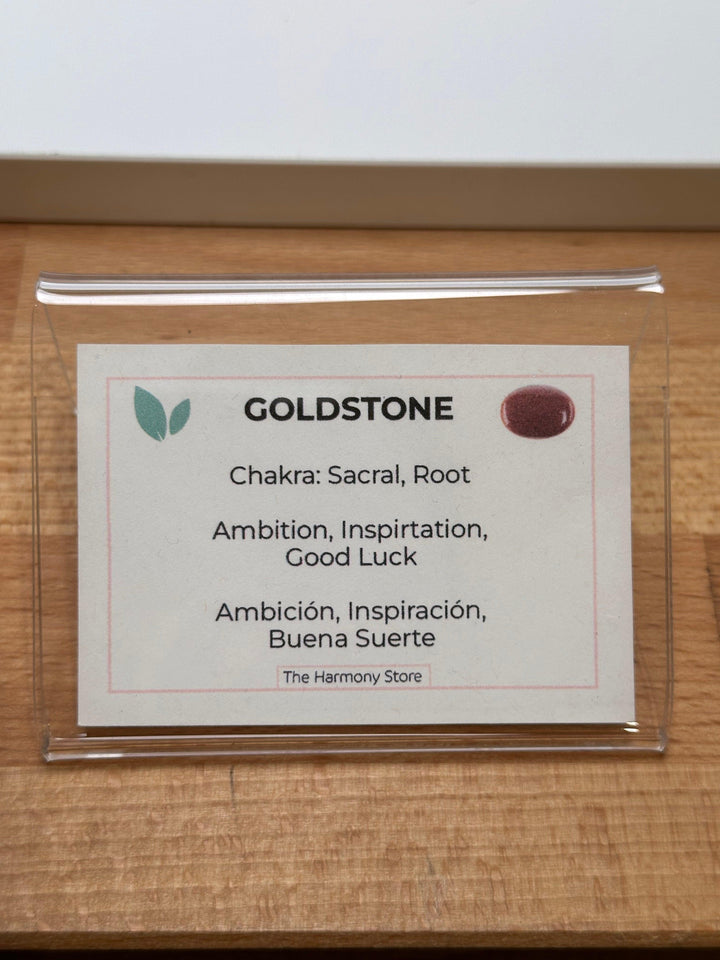 GOLDSTONE
Chakra: Sacral, Root
Ambition, Inspirtation,
Good Luck
Ambición, Inspiración,
Buena Suerte
The Harmony Store